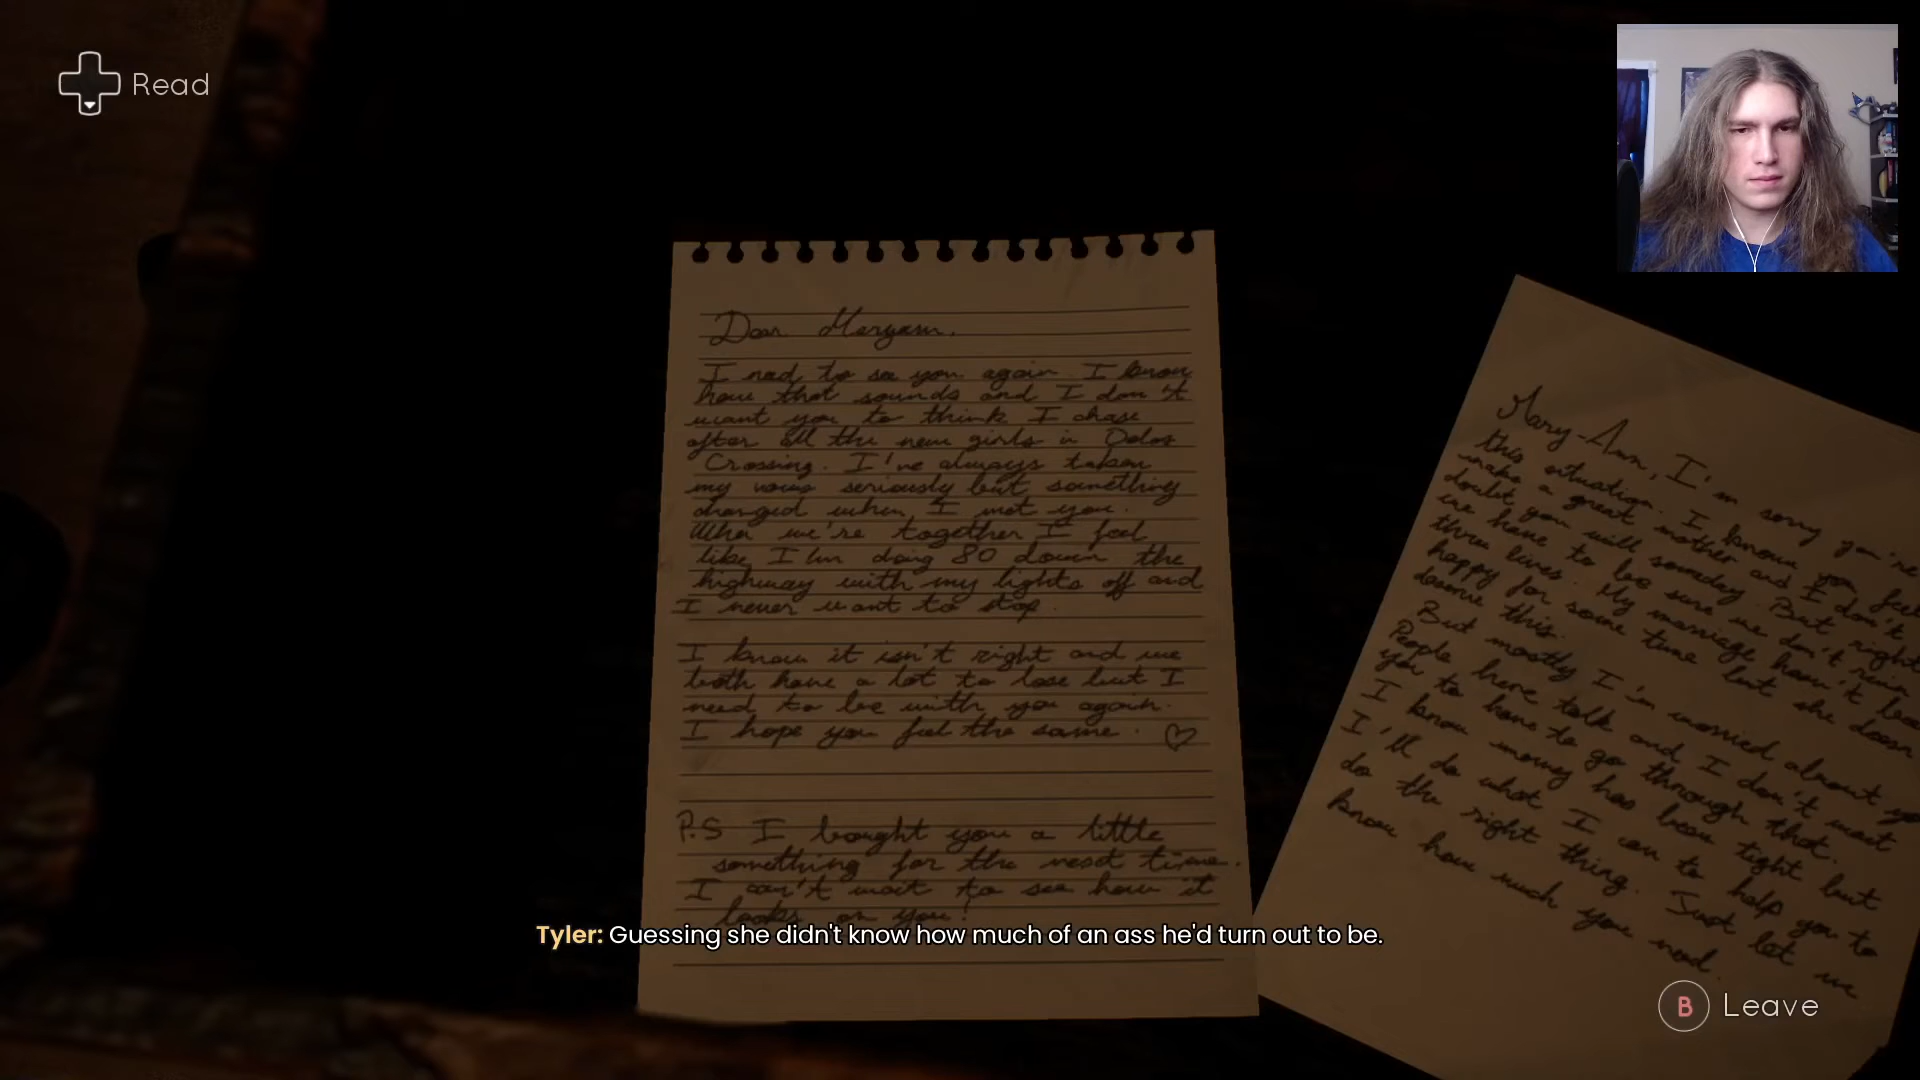 Read
Dear Maryann.
I need to see you again. I know
how that sounds and I don't
want you to think I chase
after all the new girls in Delos
Crossing. I've always taken
my vows seriously but something
changed when I met you.
When we're together I feel
like I'm doing 80 down the
highway with my lights off and
I never want to stop.
I know it isn't right and we
both have a lot to lose but I
need to be with you again.
I hope you feel the same. ♡
P.S I bought you a little
something for the next time.
I can't wait to see how it
looks on you!
Mary-Ann, I'm sorry you're
this situation. I know you feel
make a great mother and I don't
doubt you will someday. But right
we have to be sure we don't ruin
three lives. My marriage hasn't
happy for some time but she doesn
deserve this.
But mostly I'm worried about you
People here talk and I don't want
you to have to go through that.
I know money has been tight but
I'll do what I can to help you to
do the right thing. Just let me
know how much you need.
Tyler: Guessing she didn't know how much of an ass he'd turn out to be.
B Leave